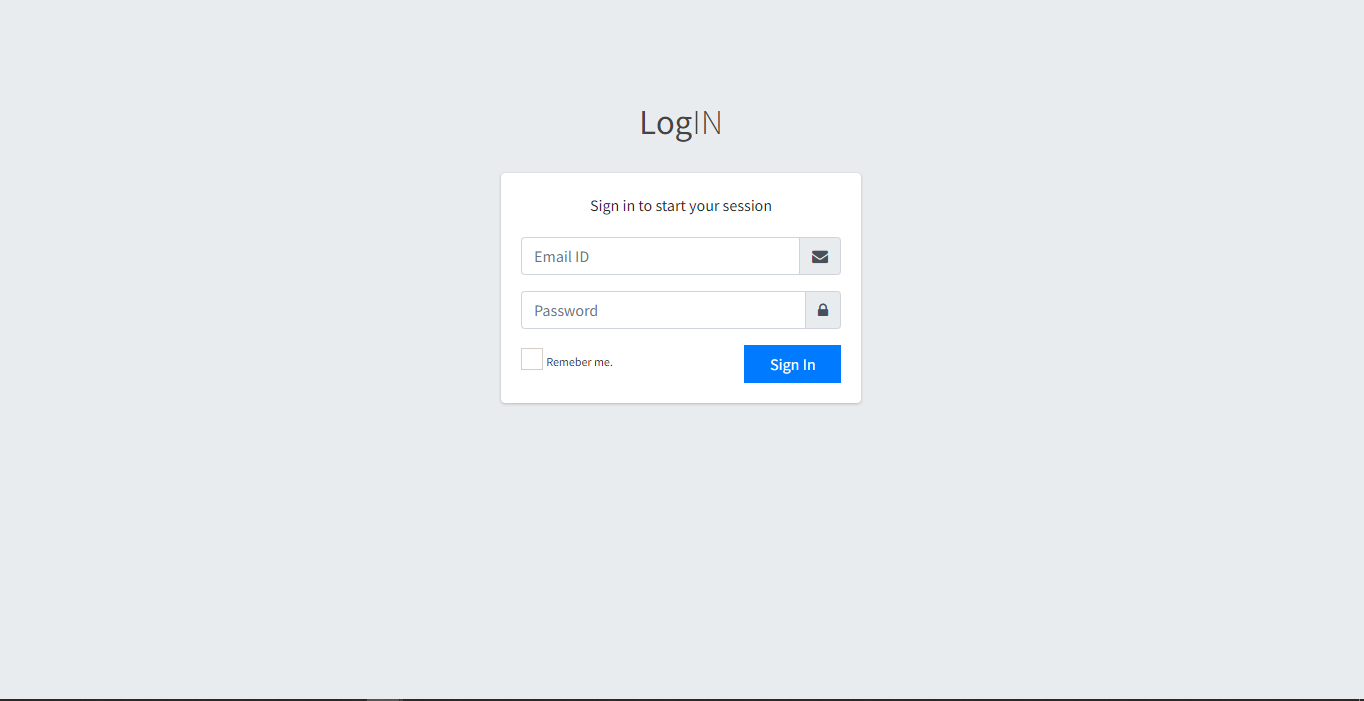 LogIN
Sign in to start your session
Email ID
Password
Remeber me.
Sign In